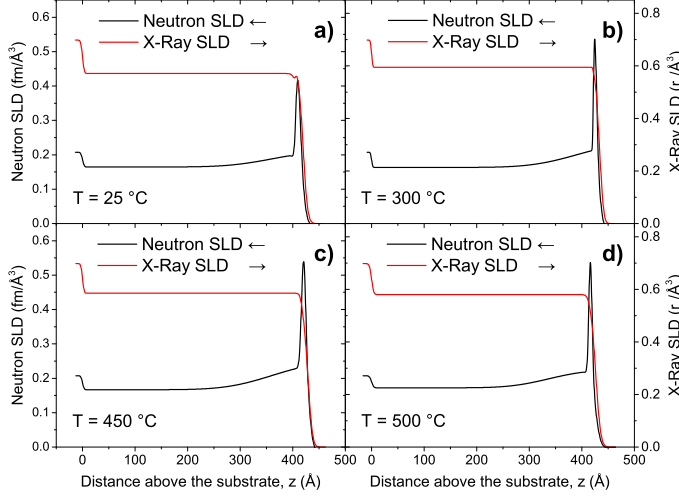 Neutron SLD ←
X-Ray SLD →
a)
0.6
0.5
0.4
0.3
0.2
0.1
0.0
Neutron SLD (fm/Å³)
T = 25 °C
Neutron SLD ←
X-Ray SLD →
b)
0.8
0.6
0.4
0.2
0.0
X-Ray SLD (r /Å³)
T = 300 °C
Neutron SLD ←
X-Ray SLD →
c)
0.6
0.5
0.4
0.3
0.2
0.1
0.0
Neutron SLD (fm/Å³)
T = 450 °C
0 100 200 300 400 500
Distance above the substrate, z (Å)
Neutron SLD ←
X-Ray SLD →
d)
0.8
0.6
0.4
0.2
0.0
X-Ray SLD (r /Å³)
T = 500 °C
0 100 200 300 400 500
Distance above the substrate, z (Å)